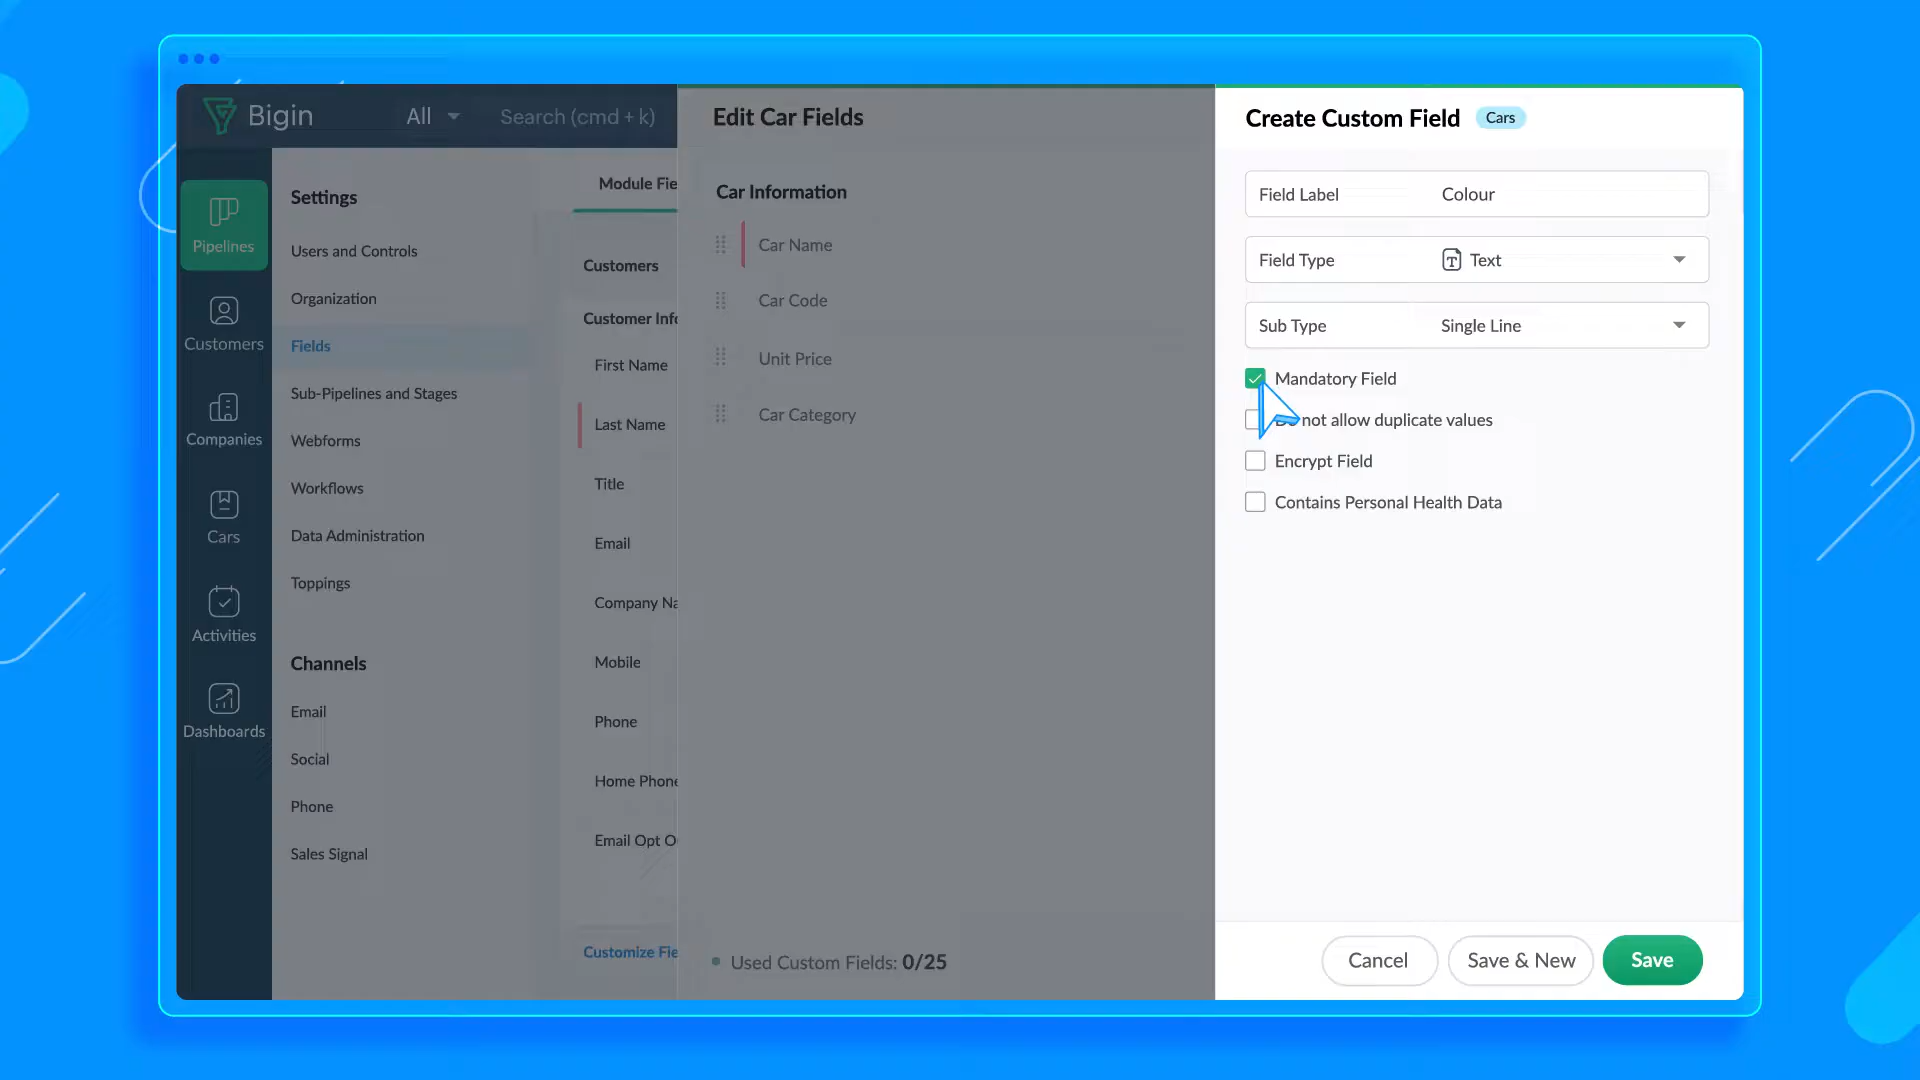 Bigin
All
Search (cmd + k)
Pipelines
Customers
Companies
Cars
Activities
Dashboards
Settings
Users and Controls
Organization
Fields
Sub-Pipelines and Stages
Webforms
Workflows
Data Administration
Toppings
Channels
Email
Social
Phone
Sales Signal
Module Fie
Customers
Customer Info
First Name
Last Name
Title
Email
Company Na
Mobile
Phone
Home Phone
Email Opt O
Customize Fie
Edit Car Fields
Car Information
Car Name
Car Code
Unit Price
Car Category
Used Custom Fields: 0/25
Create Custom Field Cars
Field Label Colour
Field Type Text
Sub Type Single Line
Mandatory Field
not allow duplicate values
Encrypt Field
Contains Personal Health Data
Cancel
Save & New
Save